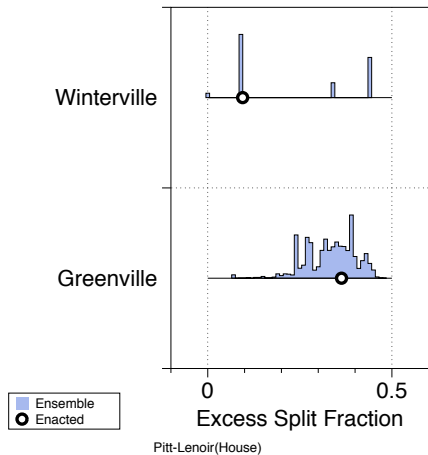 Winterville
Greenville
0
0.5
Excess Split Fraction
Ensemble
Enacted
Pitt-Lenoir(House)